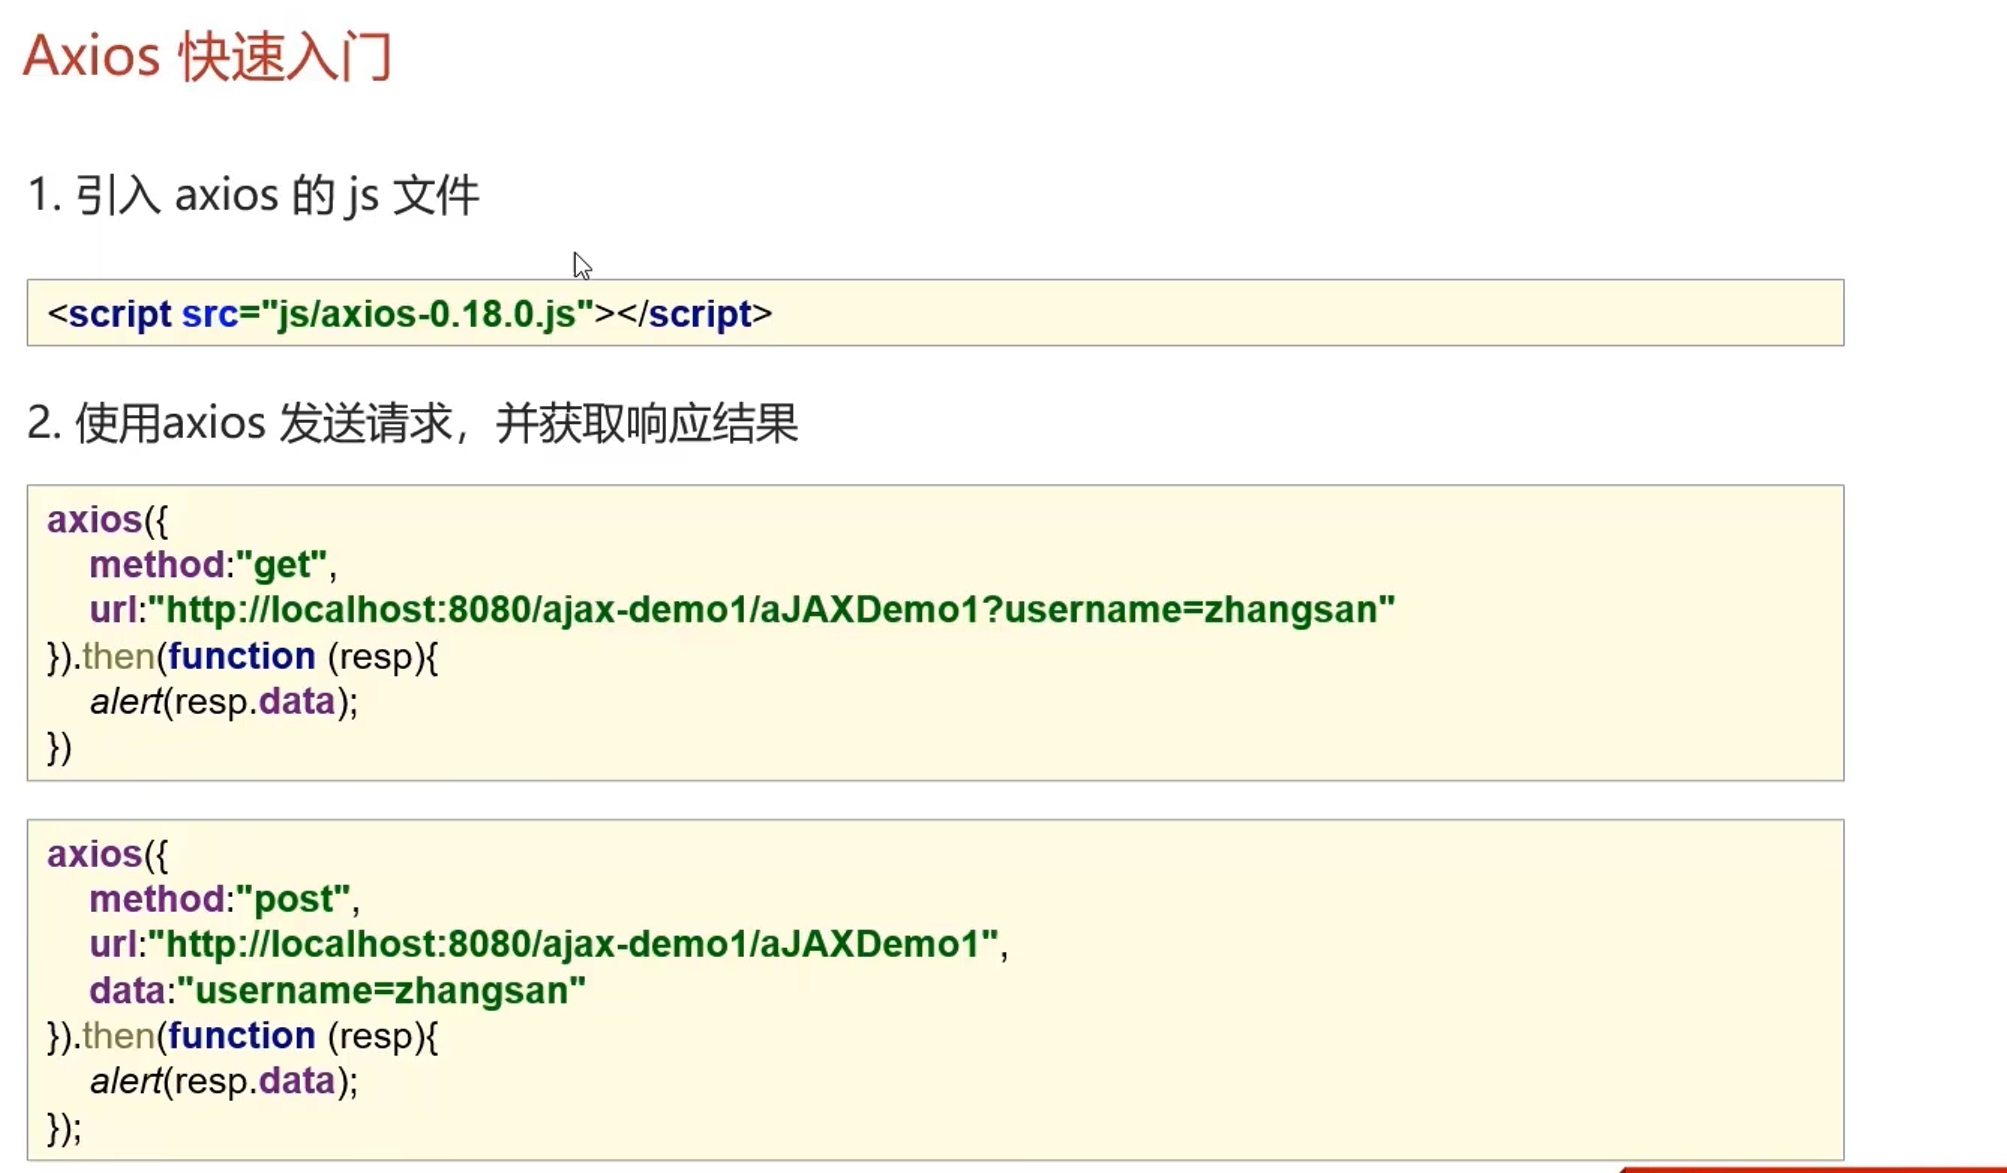 Axios 快速入门
1. 引入 axios 的 js 文件
<script src="js/axios-0.18.0.js"></script>
2. 使用axios 发送请求，并获取响应结果
axios({
method:"get",
url:"http://localhost:8080/ajax-demo1/aJAXDemo1?username=zhangsan"
}).then(function (resp){
alert(resp.data);
})
axios({
method:"post",
url:"http://localhost:8080/ajax-demo1/aJAXDemo1",
data:"username=zhangsan"
}).then(function (resp){
alert(resp.data);
});